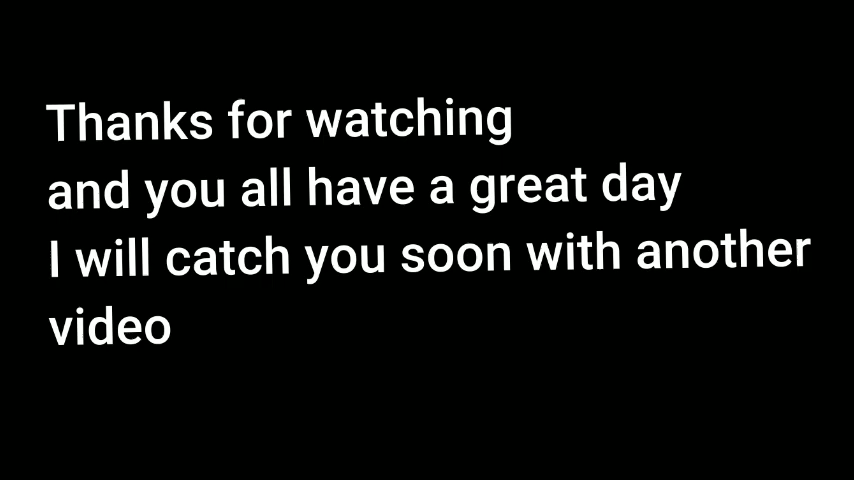 Thanks for watching
and you all have a great day
I will catch you soon with another
video